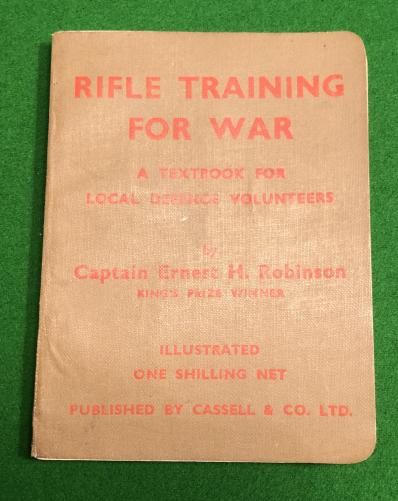 RIFLE TRAINING
FOR WAR
A TEXTBOOK FOR
LOCAL DEFENCE VOLUNTEERS
by
Captain Ernest H. Robinson
KING'S PRIZE WINNER
ILLUSTRATED
ONE SHILLING NET
PUBLISHED BY CASSELL & CO. LTD.